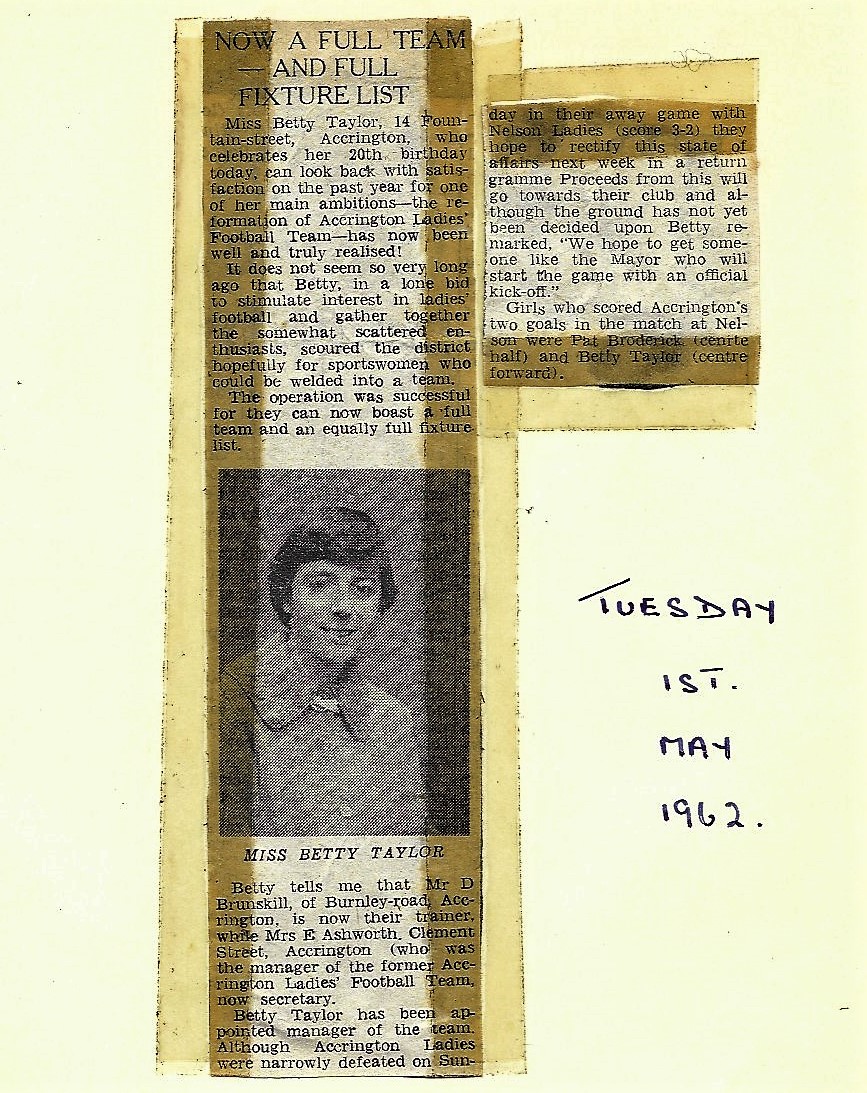 NOW A FULL TEAM
— AND FULL
FIXTURE LIST
Miss Betty Taylor, 14 Foun-
tain-street, Accrington, who
celebrates her 20th birthday
today, can look back with satis-
faction on the past year for one
of her main ambitions—the re-
formation of Accrington Ladies'
Football Team—has now been
well and truly realised!
It does not seem so very long
ago that Betty, in a lone bid
to stimulate interest in ladies'
football and gather together
the somewhat scattered en-
thusiasts, scoured the district
hopefully for sportswomen who
could be welded into a team.
The operation was successful
for they can now boast a full
team and an equally full fixture
list.
MISS BETTY TAYLOR
Betty tells me that Mr D
Brunskill, of Burnley-road, Acc-
rington, is now their trainer,
while Mrs E Ashworth, Clement
Street, Accrington (who was
the manager of the former Acc-
rington Ladies' Football Team,
now secretary.
Betty Taylor has been ap-
pointed manager of the team.
Although Accrington Ladies
were narrowly defeated on Sun-
day in their away game with
Nelson Ladies (score 3-2) they
hope to rectify this state of
affairs next week in a return
gramme Proceeds from this will
go towards their club and al-
though the ground has not yet
been decided upon Betty re-
marked, "We hope to get some-
one like the Mayor who will
start the game with an official
kick-off."
Girls who scored Accrington's
two goals in the match at Nel-
son were Pat Broderick (cenrte
half) and Betty Taylor (centre
forward).
TUESDAY
1ST.
MAY
1962.